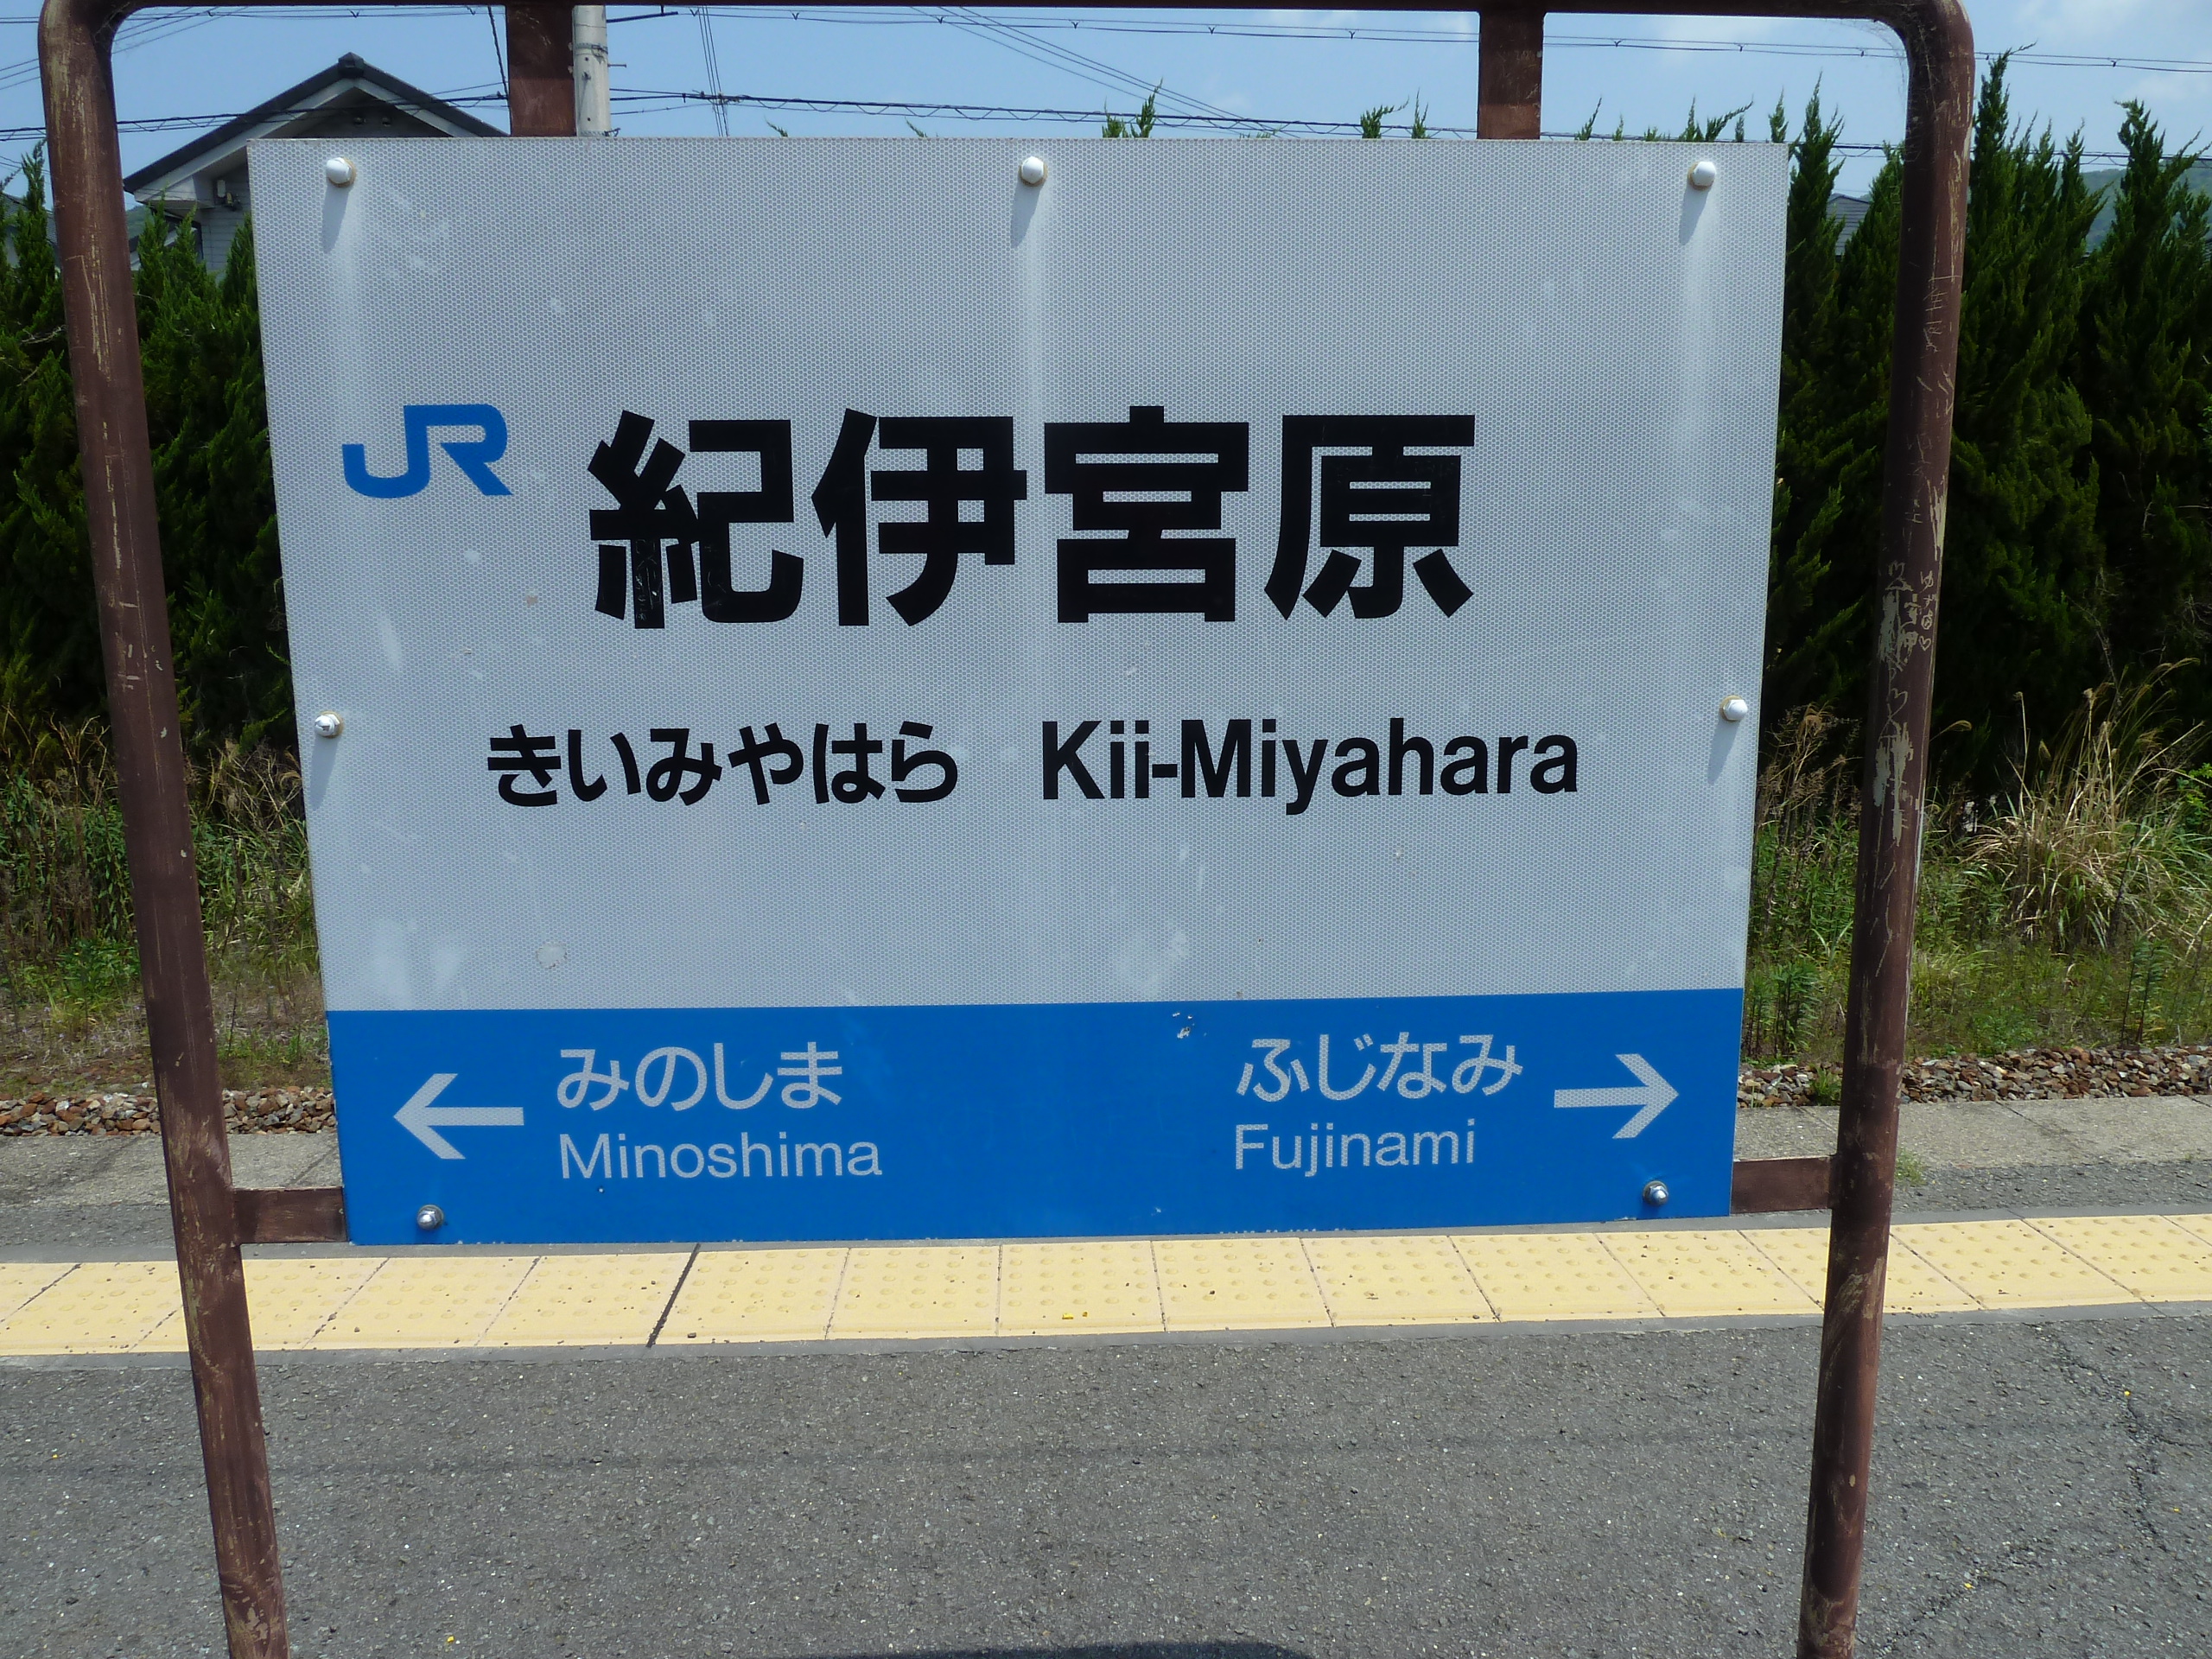 JR 紀伊宮原
きいみやはら Kii-Miyahara
← みのしま ふじなみ →
Minoshima Fujinami